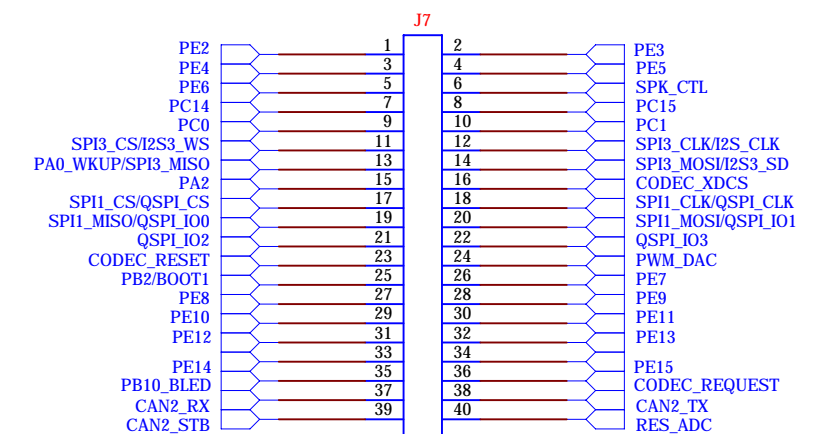 J7
PE2 1 2 PE3
PE4 3 4 PE5
PE6 5 6 SPK_CTL
PC14 7 8 PC15
PC0 9 10 PC1
SPI3_CS/I2S3_WS 11 12 SPI3_CLK/I2S_CLK
PA0_WKUP/SPI3_MISO 13 14 SPI3_MOSI/I2S3_SD
PA2 15 16 CODEC_XDCS
SPI1_CS/QSPI_CS 17 18 SPI1_CLK/QSPI_CLK
SPI1_MISO/QSPI_IO0 19 20 SPI1_MOSI/QSPI_IO1
QSPI_IO2 21 22 QSPI_IO3
CODEC_RESET 23 24 PWM_DAC
PB2/BOOT1 25 26 PE7
PE8 27 28 PE9
PE10 29 30 PE11
PE12 31 32 PE13
33 34
PE14 35 36 PE15
PB10_BLED 37 38 CODEC_REQUEST
CAN2_RX 39 40 CAN2_TX
CAN2_STB RES_ADC